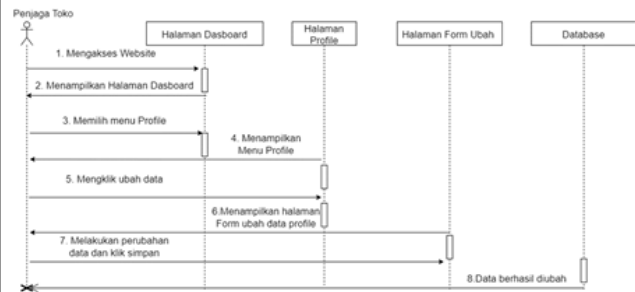 Penjaga Toko
Halaman Dasboard
Halaman
Profile
Halaman Form Ubah
Database
1. Mengakses Website
2. Menampilkan Halaman Dasboard
3. Memilih menu Profile
4. Menampilkan
Menu Profile
5. Mengklik ubah data
6.Menampilkan halaman
Form ubah data profile
7. Melakukan perubahan
data dan klik simpan
8.Data berhasil diubah